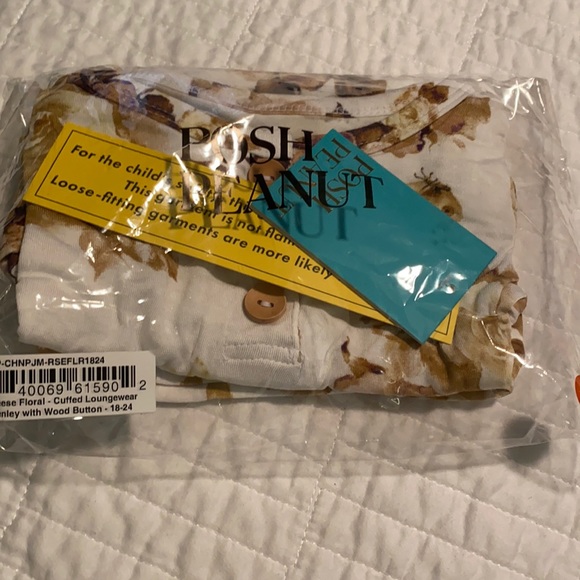 POSH
PEANUT
For the child's
This garment is not flam
Loose-fitting garments are more likely
P-CHNPJM-RSEFLR1824
40069 61590 2
ese Floral - Cuffed Loungewear
nley with Wood Button - 18-24